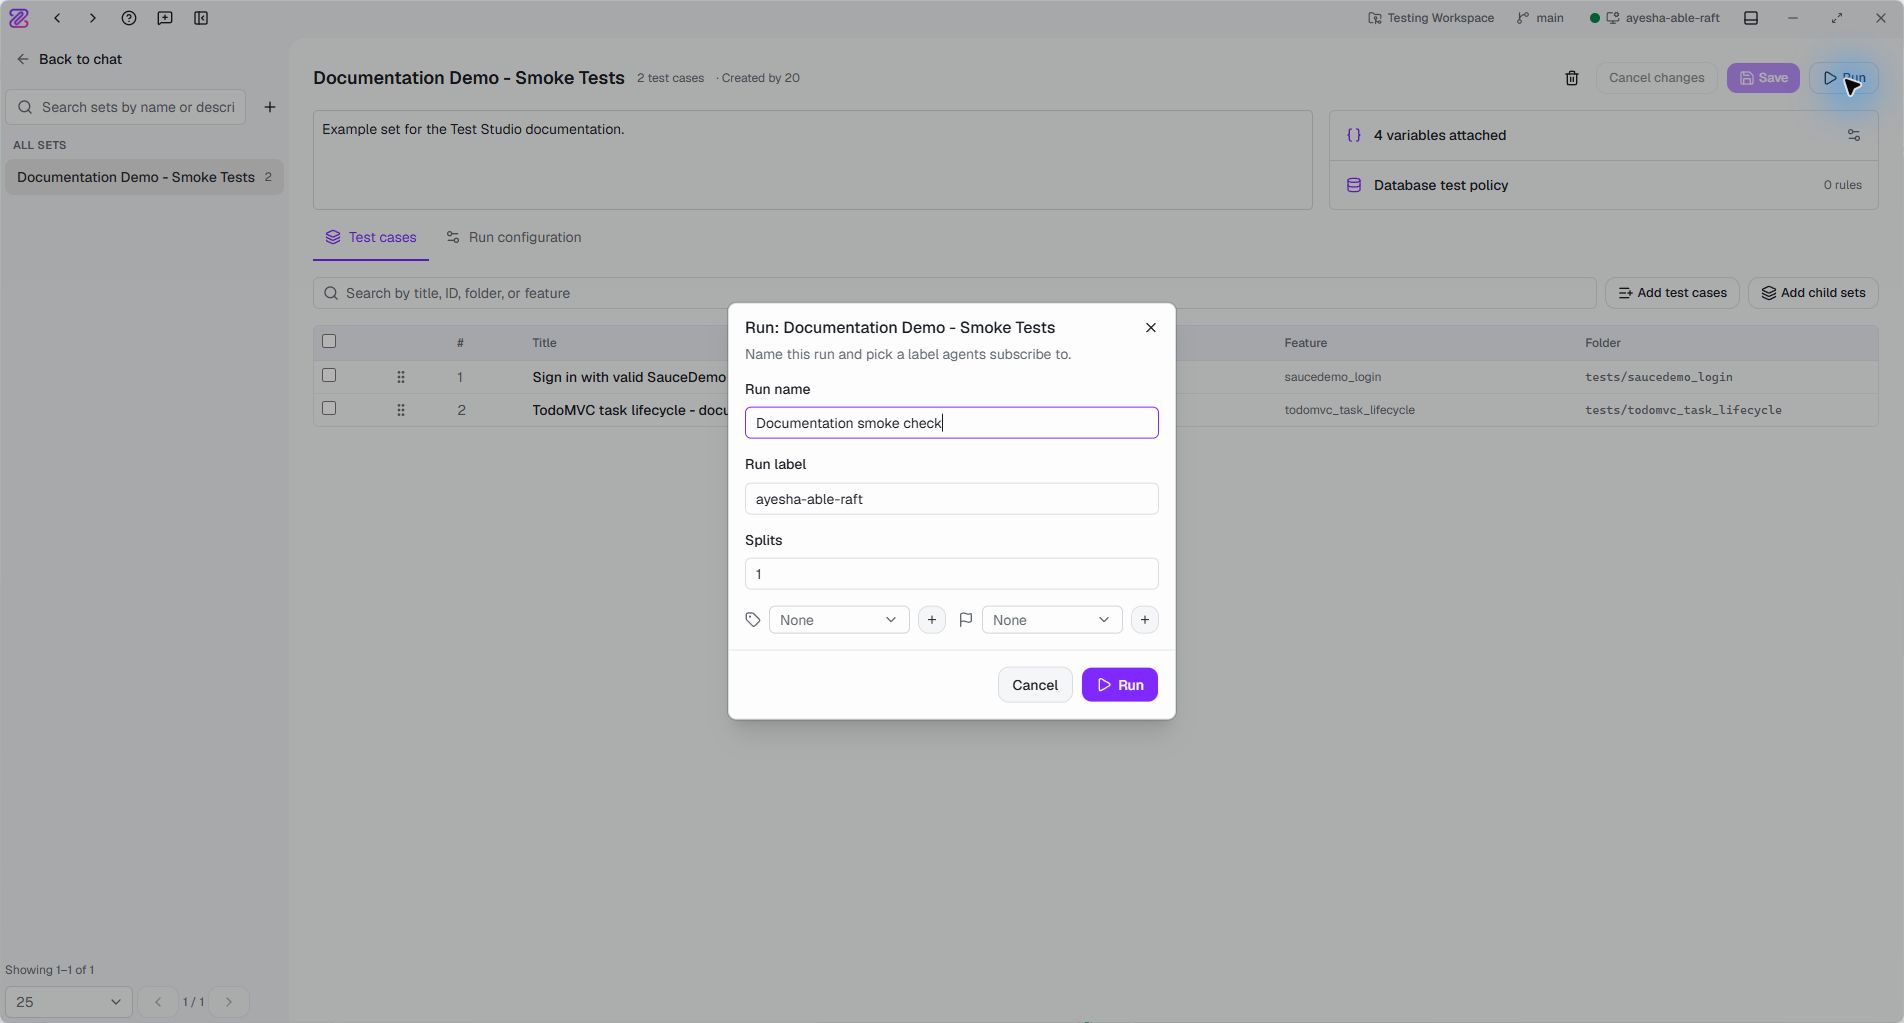 Testing Workspace
main
ayesha-able-raft
Back to chat
Search sets by name or descri
ALL SETS
Documentation Demo - Smoke Tests 2
Documentation Demo - Smoke Tests 2 test cases · Created by 20
Cancel changes
Save
Example set for the Test Studio documentation.
4 variables attached
Database test policy 0 rules
Test cases
Run configuration
Search by title, ID, folder, or feature
Add test cases
Add child sets
# Title Feature Folder
1 Sign in with valid SauceDemo saucedemo_login tests/saucedemo_login
2 TodoMVC task lifecycle - docu todomvc_task_lifecycle tests/todomvc_task_lifecycle
Run: Documentation Demo - Smoke Tests
Name this run and pick a label agents subscribe to.
Run name
Documentation smoke check
Run label
ayesha-able-raft
Splits
1
None
None
Cancel
Run
Showing 1–1 of 1
25
1 / 1